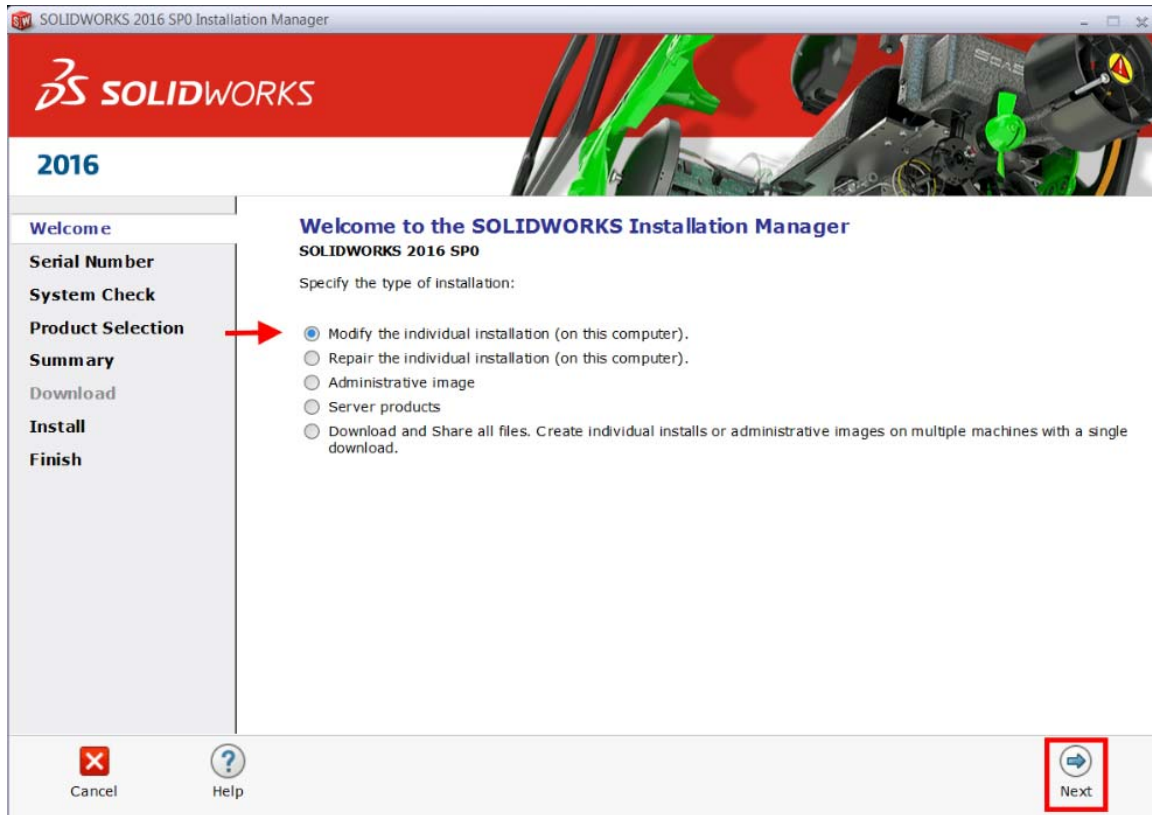 SOLIDWORKS 2016 SP0 Installation Manager
SOLIDWORKS
2016
Welcome
Serial Number
System Check
Product Selection
Summary
Download
Install
Finish
Welcome to the SOLIDWORKS Installation Manager
SOLIDWORKS 2016 SP0
Specify the type of installation:
Modify the individual installation (on this computer).
Repair the individual installation (on this computer).
Administrative image
Server products
Download and Share all files. Create individual installs or administrative images on multiple machines with a single
download.
Cancel
Help
Next